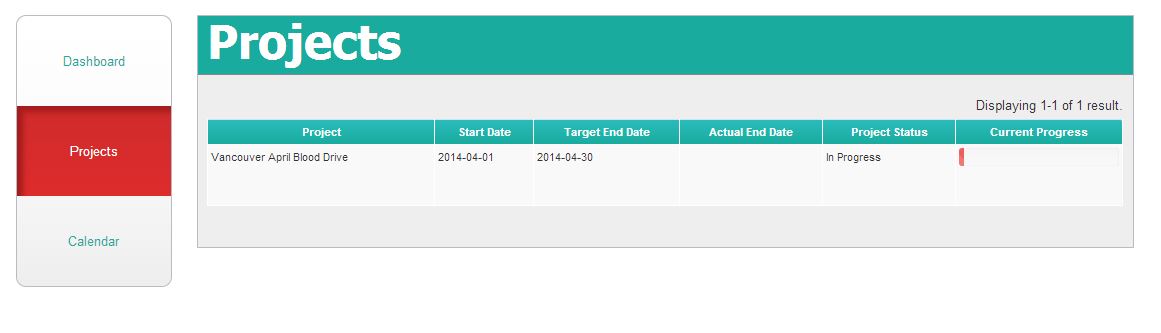 Dashboard
Projects
Calendar
Projects
Displaying 1-1 of 1 result.
Project Start Date Target End Date Actual End Date Project Status Current Progress
Vancouver April Blood Drive 2014-04-01 2014-04-30 In Progress